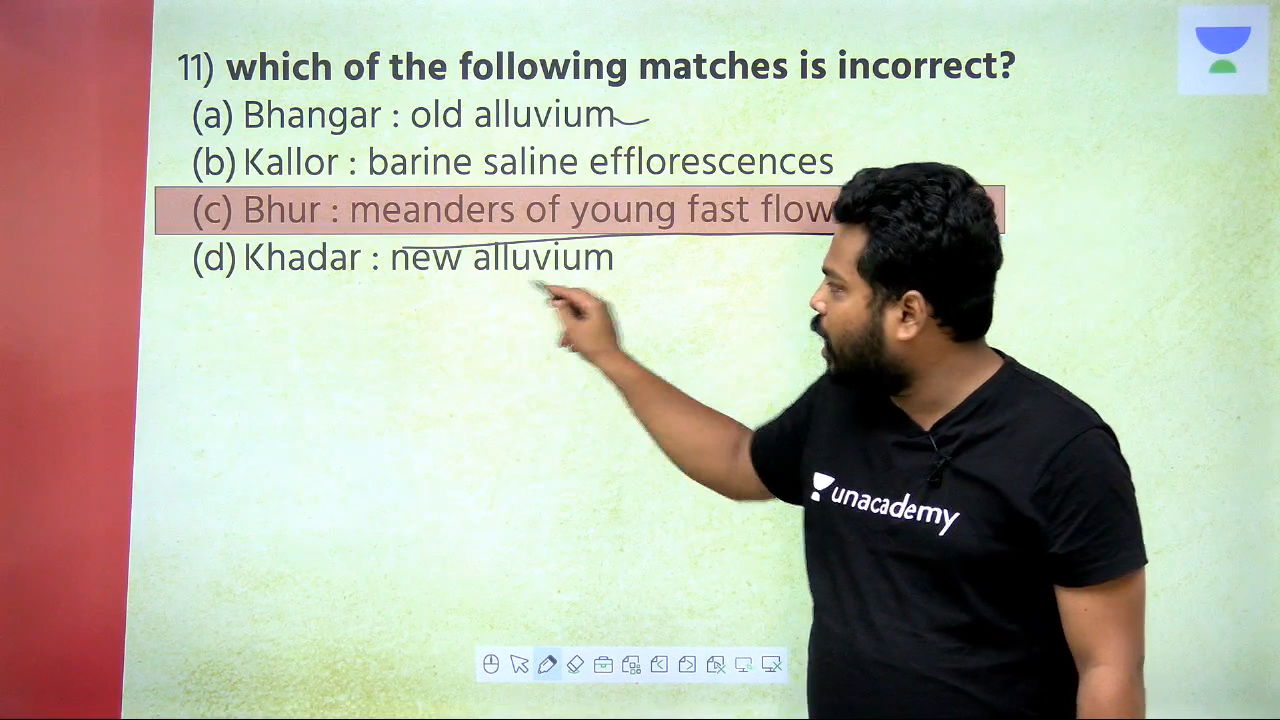 11) which of the following matches is incorrect?
(a) Bhangar : old alluvium
(b) Kallor : barine saline efflorescences
(c) Bhur : meanders of young fast flow
(d) Khadar : new alluvium
unacademy